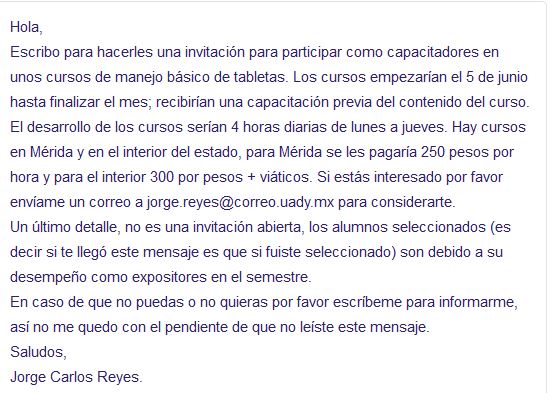 Hola,
Escribo para hacerles una invitación para participar como capacitadores en
unos cursos de manejo básico de tabletas. Los cursos empezarían el 5 de junio
hasta finalizar el mes; recibirían una capacitación previa del contenido del curso.
El desarrollo de los cursos serían 4 horas diarias de lunes a jueves. Hay cursos
en Mérida y en el interior del estado, para Mérida se les pagaría 250 pesos por
hora y para el interior 300 por pesos + viáticos. Si estás interesado por favor
envíame un correo a jorge.reyes@correo.uady.mx para considerarte.
Un último detalle, no es una invitación abierta, los alumnos seleccionados (es
decir si te llegó este mensaje es que si fuiste seleccionado) son debido a su
desempeño como expositores en el semestre.
En caso de que no puedas o no quieras por favor escríbeme para informarme,
así no me quedo con el pendiente de que no leíste este mensaje.
Saludos,
Jorge Carlos Reyes.